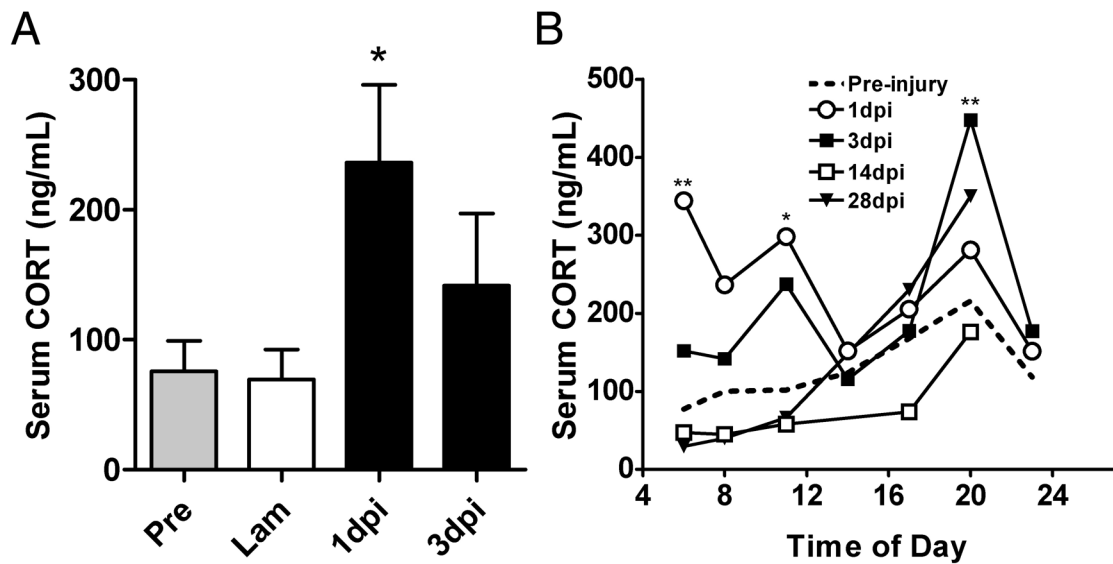 A
B
*
300
200
100
0
Serum CORT (ng/mL)
Pre
Lam
1dpi
3dpi
500
400
300
200
100
0
Serum CORT (ng/mL)
Pre-injury
1dpi
3dpi
14dpi
28dpi
**
*
**
4
8
12
16
20
24
Time of Day